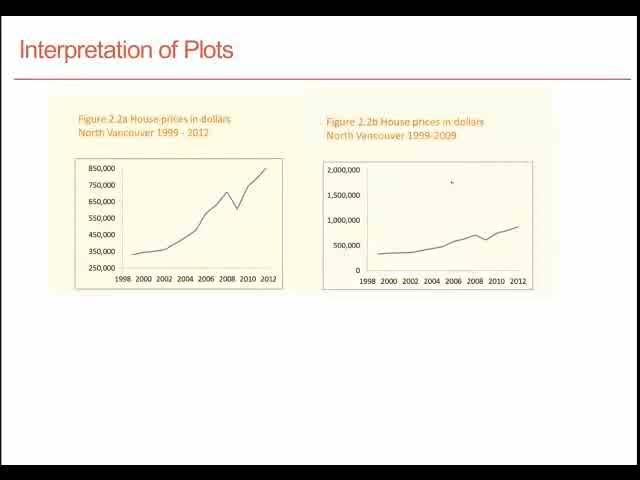 Interpretation of Plots
Figure 2.2a House prices in dollars
North Vancouver 1999 - 2012
850,000
750,000
650,000
550,000
450,000
350,000
250,000
1998 2000 2002 2004 2006 2008 2010 2012
Figure 2.2b House prices in dollars
North Vancouver 1999-2009
2,000,000
1,500,000
1,000,000
500,000
0
1998 2000 2002 2004 2006 2008 2010 2012